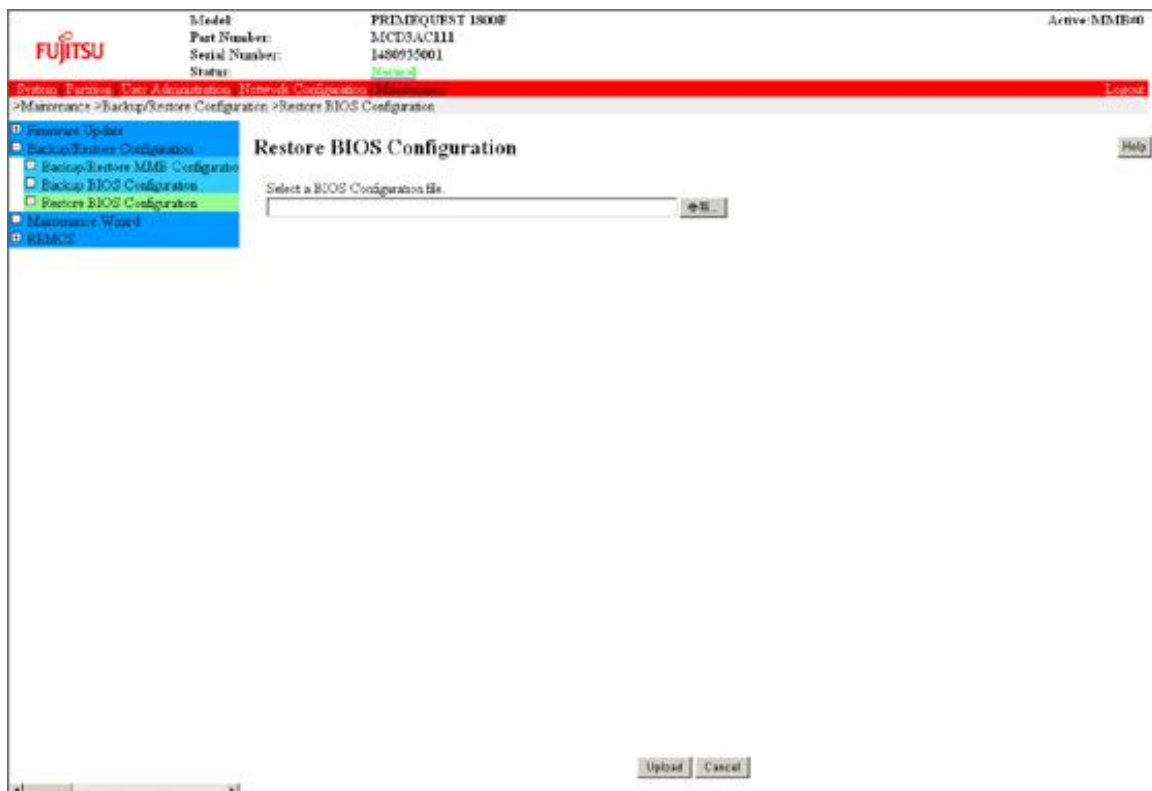 FUJITSU
Model: PRIMEQUEST 1800E
Part Number: MCD3AC111
Serial Number: 1480935001
Status: Normal
Active:MMB#0
System Partition User Administration Network Configuration Maintenance Logout
>Maintenance >Backup/Restore Configuration >Restore BIOS Configuration
Firmware Update
Backup/Restore Configuration
Backup/Restore MMB Configuratio
Backup BIOS Configuration
Restore BIOS Configuration
Maintenance Wizard
REMCS
Restore BIOS Configuration
Help
Select a BIOS Configuration file.
Upload Cancel